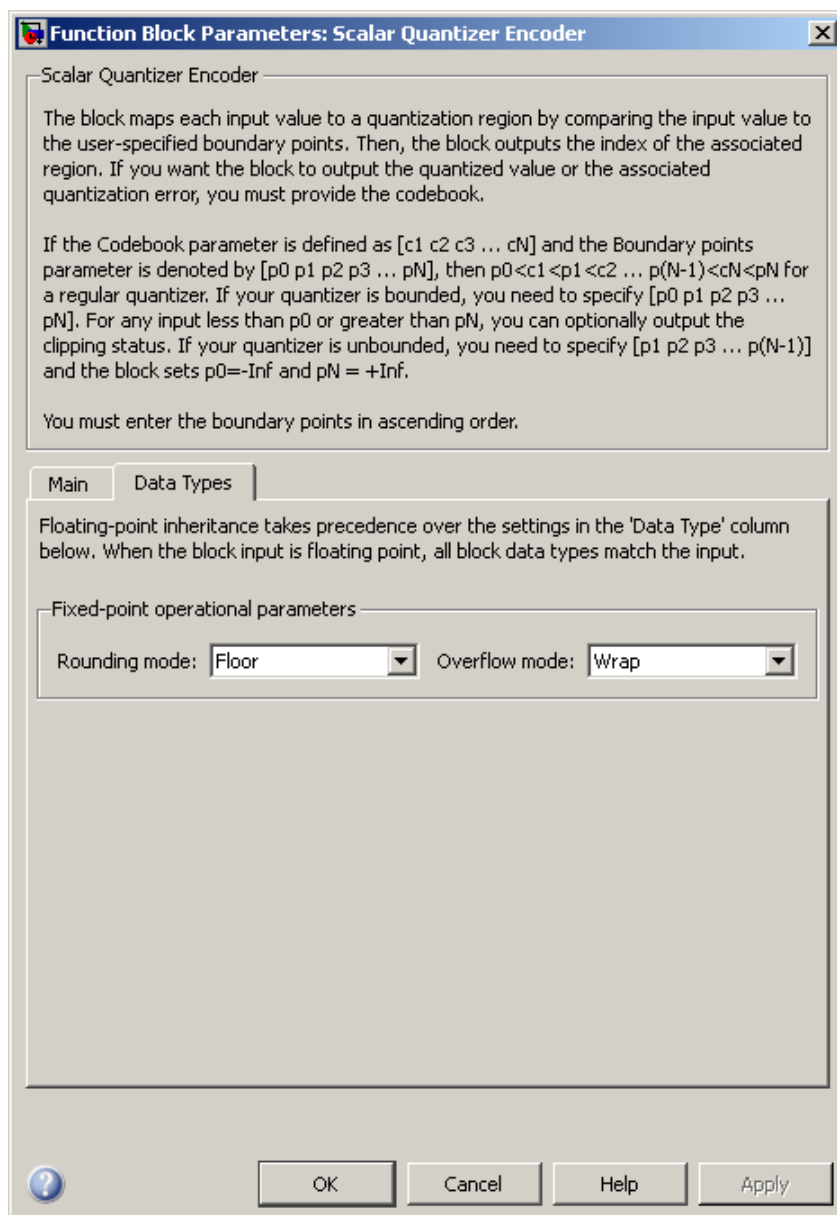 Function Block Parameters: Scalar Quantizer Encoder
Scalar Quantizer Encoder
The block maps each input value to a quantization region by comparing the input value to
the user-specified boundary points. Then, the block outputs the index of the associated
region. If you want the block to output the quantized value or the associated
quantization error, you must provide the codebook.
If the Codebook parameter is defined as [c1 c2 c3 ... cN] and the Boundary points
parameter is denoted by [p0 p1 p2 p3 ... pN], then p0<c1<p1<c2 ... p(N-1)<cN<pN for
a regular quantizer. If your quantizer is bounded, you need to specify [p0 p1 p2 p3 ...
pN]. For any input less than p0 or greater than pN, you can optionally output the
clipping status. If your quantizer is unbounded, you need to specify [p1 p2 p3 ... p(N-1)]
and the block sets p0=-Inf and pN = +Inf.
You must enter the boundary points in ascending order.
Main Data Types
Floating-point inheritance takes precedence over the settings in the 'Data Type' column
below. When the block input is floating point, all block data types match the input.
Fixed-point operational parameters
Rounding mode: Floor Overflow mode: Wrap
? OK Cancel Help Apply